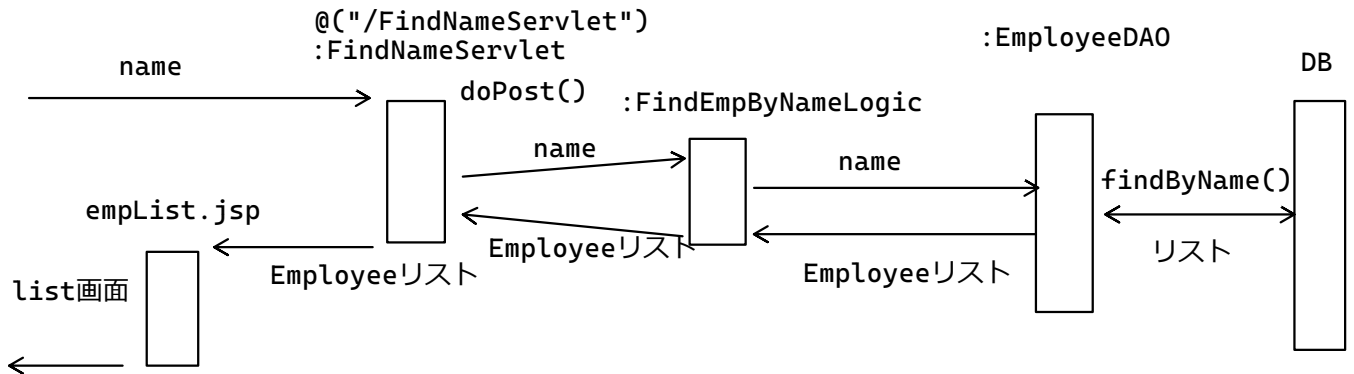 @("/FindNameServlet")
:FindNameServlet
:EmployeeDAO
name
DB
doPost()
:FindEmpByNameLogic
name
name
findByName()
empList.jsp
Employeeリスト
リスト
Employeeリスト
Employeeリスト
list画面